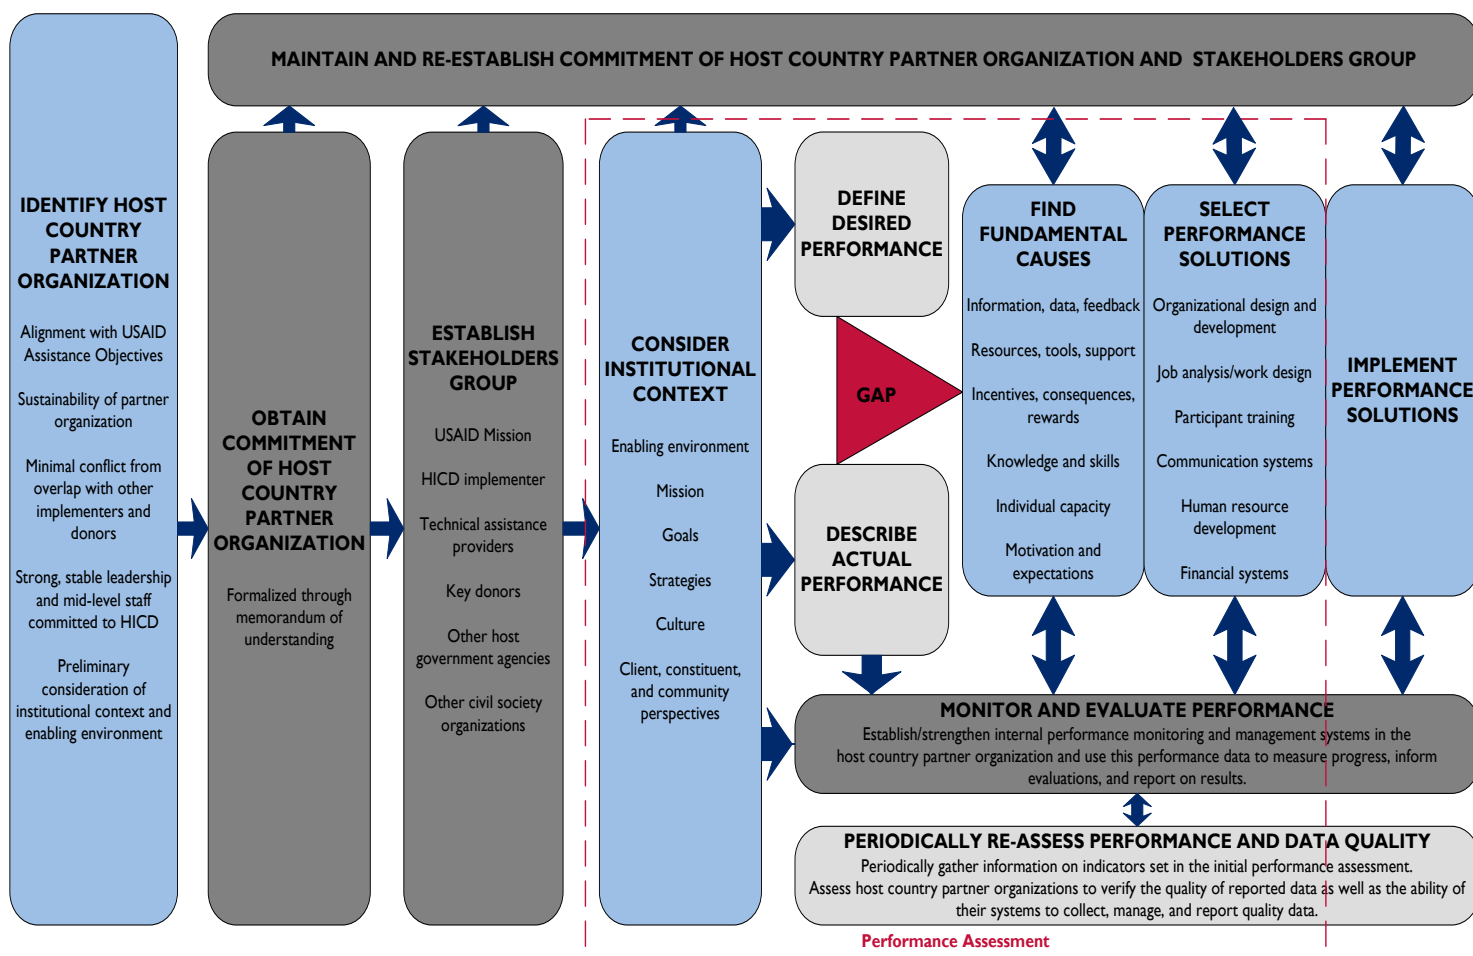 MAINTAIN AND RE-ESTABLISH COMMITMENT OF HOST COUNTRY PARTNER ORGANIZATION AND STAKEHOLDERS GROUP
IDENTIFY HOST
COUNTRY
PARTNER
ORGANIZATION
Alignment with USAID
Assistance Objectives
Sustainability of partner
organization
Minimal conflict from
overlap with other
implementers and
donors
Strong, stable leadership
and mid-level staff
committed to HICD
Preliminary
consideration of
institutional context and
enabling environment
OBTAIN
COMMITMENT
OF HOST
COUNTRY
PARTNER
ORGANIZATION
Formalized through
memorandum of
understanding
ESTABLISH
STAKEHOLDERS
GROUP
USAID Mission
HICD implementer
Technical assistance
providers
Key donors
Other host
government agencies
Other civil society
organizations
CONSIDER
INSTITUTIONAL
CONTEXT
Enabling environment
Mission
Goals
Strategies
Culture
Client, constituent,
and community
perspectives
DEFINE
DESIRED
PERFORMANCE
GAP
DESCRIBE
ACTUAL
PERFORMANCE
FIND
FUNDAMENTAL
CAUSES
Information, data, feedback
Resources, tools, support
Incentives, consequences,
rewards
Knowledge and skills
Individual capacity
Motivation and
expectations
SELECT
PERFORMANCE
SOLUTIONS
Organizational design and
development
Job analysis/work design
Participant training
Communication systems
Human resource
development
Financial systems
IMPLEMENT
PERFORMANCE
SOLUTIONS
MONITOR AND EVALUATE PERFORMANCE
Establish/strengthen internal performance monitoring and management systems in the
host country partner organization and use this performance data to measure progress, inform
evaluations, and report on results.
PERIODICALLY RE-ASSESS PERFORMANCE AND DATA QUALITY
Periodically gather information on indicators set in the initial performance assessment.
Assess host country partner organizations to verify the quality of reported data as well as the ability of
their systems to collect, manage, and report quality data.
Performance Assessment